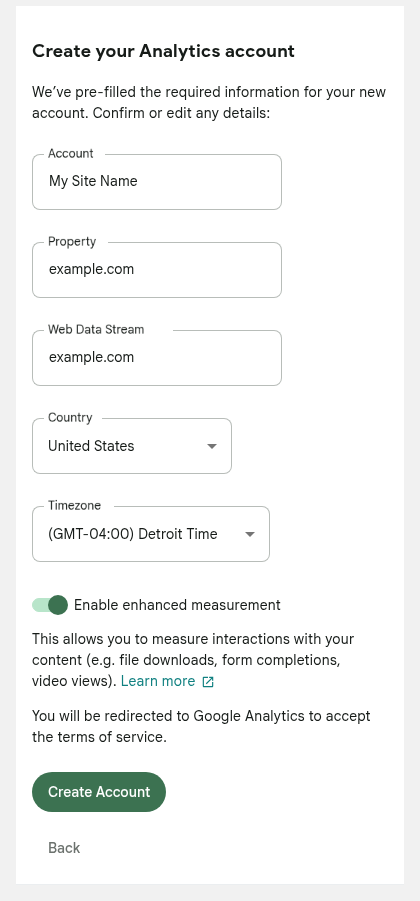 Create your Analytics account
We’ve pre-filled the required information for your new
account. Confirm or edit any details:
Account
My Site Name
Property
example.com
Web Data Stream
example.com
Country
United States
Timezone
(GMT-04:00) Detroit Time
Enable enhanced measurement
This allows you to measure interactions with your
content (e.g. file downloads, form completions,
video views). Learn more
You will be redirected to Google Analytics to accept
the terms of service.
Create Account
Back